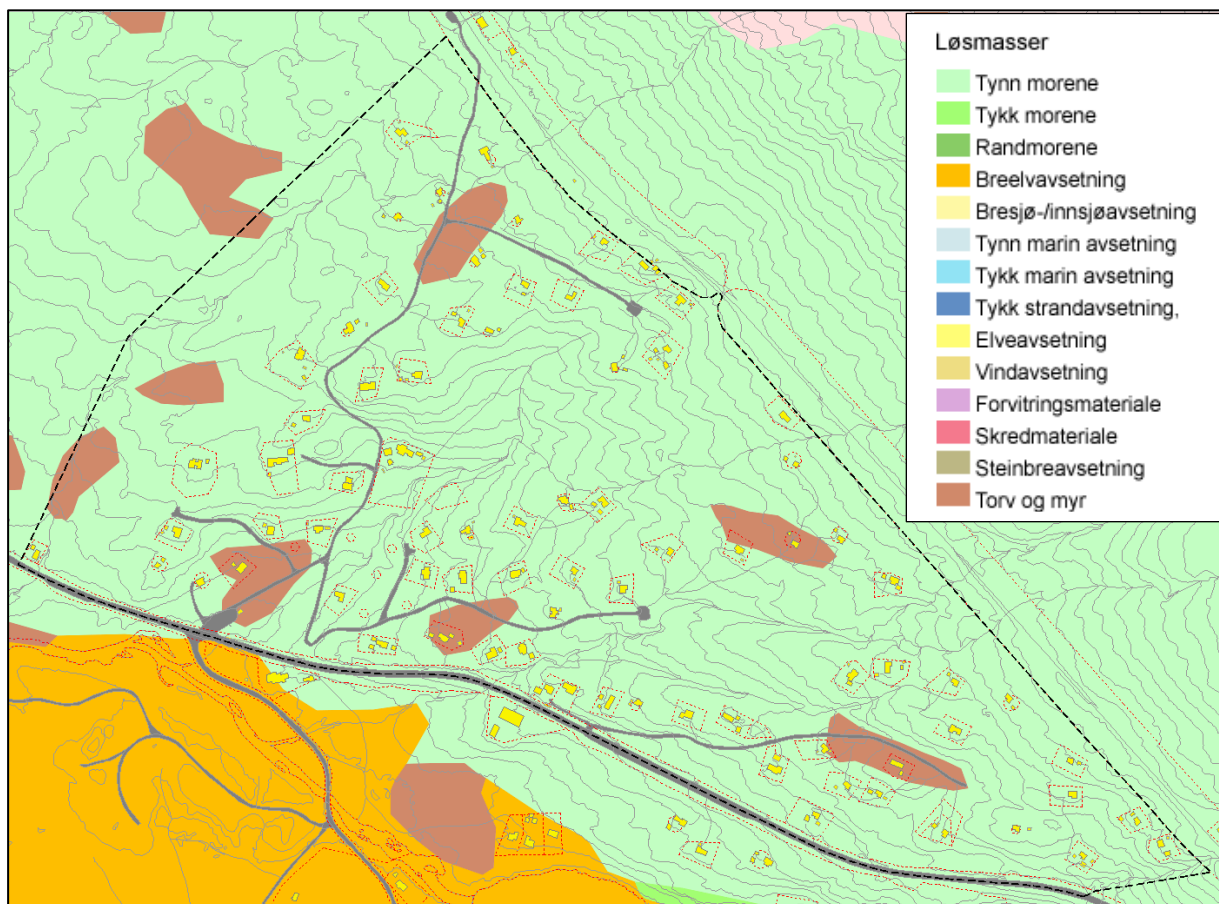 Løsmasser
Tynn morene
Tykk morene
Randmorene
Breelvavsetning
Bresjø-/innsjøavsetning
Tynn marin avsetning
Tykk marin avsetning
Tykk strandavsetning,
Elveavsetning
Vindavsetning
Forvitringsmateriale
Skredmateriale
Steinbreavsetning
Torv og myr